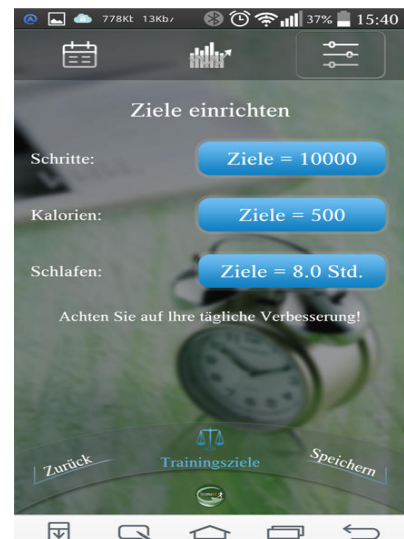 778Kt 13Kb/ 37% 15:40
Ziele einrichten
Schritte: Ziele = 10000
Kalorien: Ziele = 500
Schlafen: Ziele = 8.0 Std.
Achten Sie auf Ihre tägliche Verbesserung!
Zurück Trainingsziele Speichern